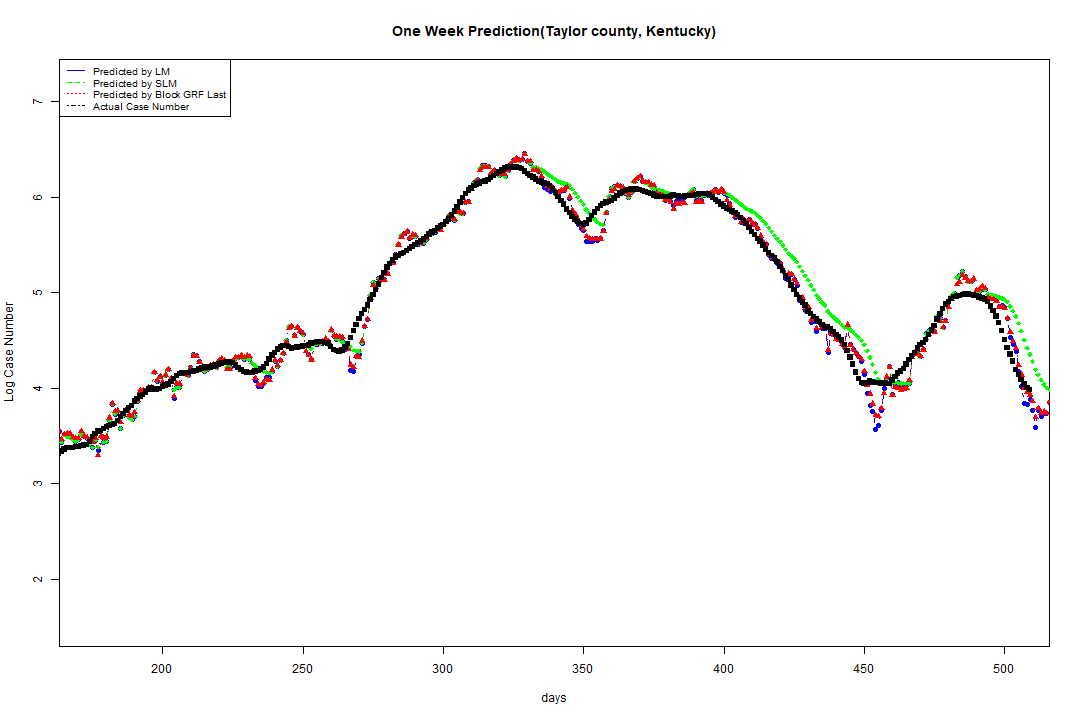 One Week Prediction(Taylor county, Kentucky)
Predicted by LM
Predicted by SLM
Predicted by Block GRF Last
Actual Case Number
7
6
5
4
3
2
Log Case Number
200 250 300 350 400 450 500
days